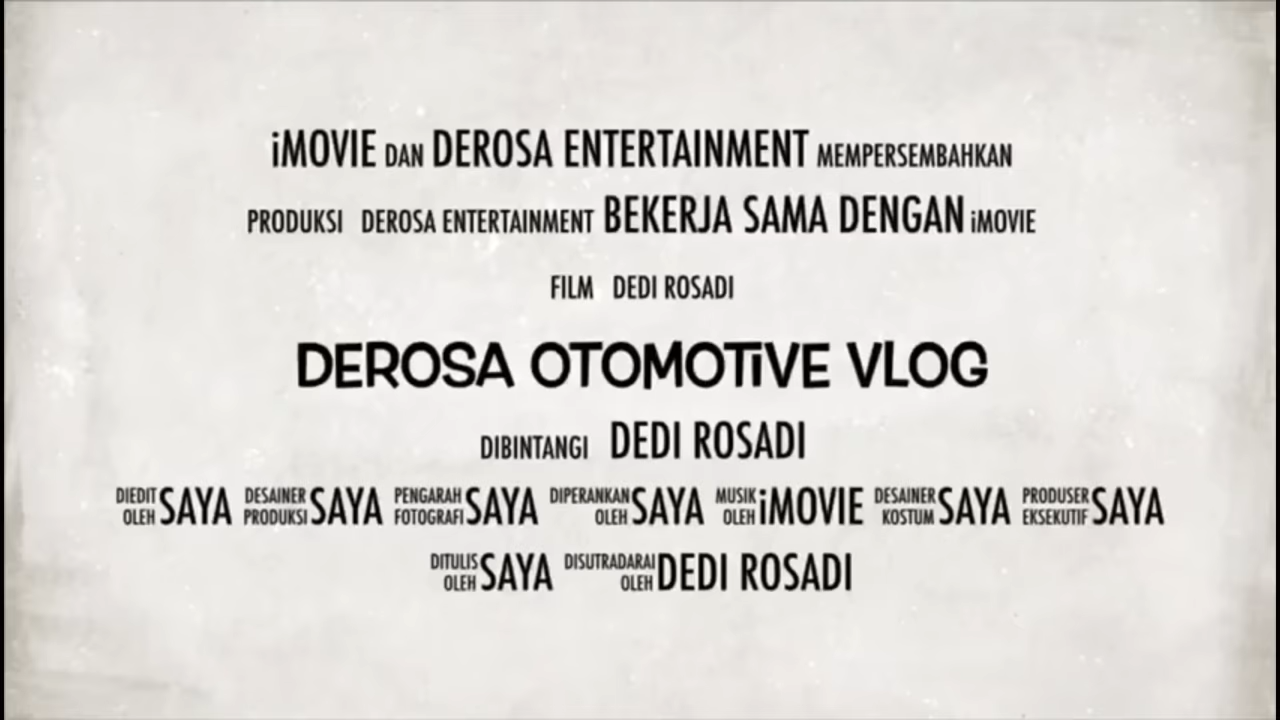 iMOVIE DAN DEROSA ENTERTAINMENT MEMPERSEMBAHKAN
PRODUKSI DEROSA ENTERTAINMENT BEKERJA SAMA DENGAN iMOVIE
FILM DEDI ROSADI
DEROSA OTOMOTiVE VLOG
DIBINTANGI DEDI ROSADI
DIEDIT OLEH SAYA DESAINER PRODUKSI SAYA PENGARAH FOTOGRAFI SAYA DIPERANKAN OLEH SAYA MUSIK OLEH iMOVIE DESAINER KOSTUM SAYA PRODUSER EKSEKUTIF SAYA
DITULIS OLEH SAYA DISUTRADARAI OLEH DEDI ROSADI